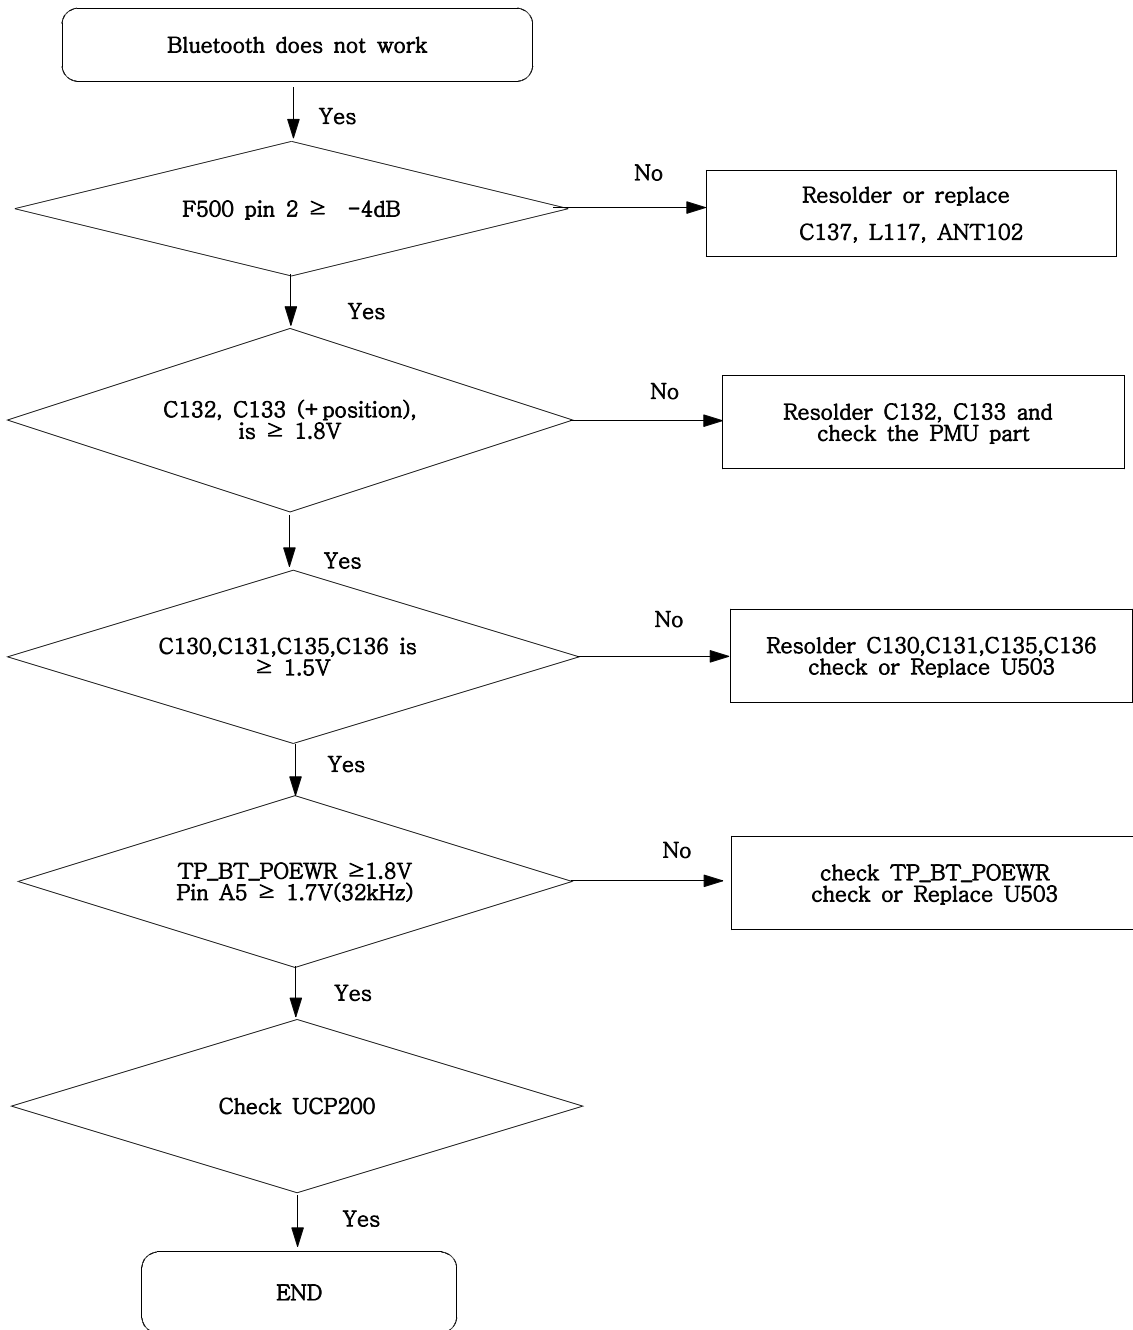 Bluetooth does not work
Yes
F500 pin 2 ≥ -4dB
No
Resolder or replace
C137, L117, ANT102
Yes
C132, C133 (+position),
is ≥ 1.8V
No
Resolder C132, C133 and
check the PMU part
Yes
C130,C131,C135,C136 is
≥ 1.5V
No
Resolder C130,C131,C135,C136
check or Replace U503
Yes
TP_BT_POEWR ≥1.8V
Pin A5 ≥ 1.7V(32kHz)
No
check TP_BT_POEWR
check or Replace U503
Yes
Check UCP200
Yes
END